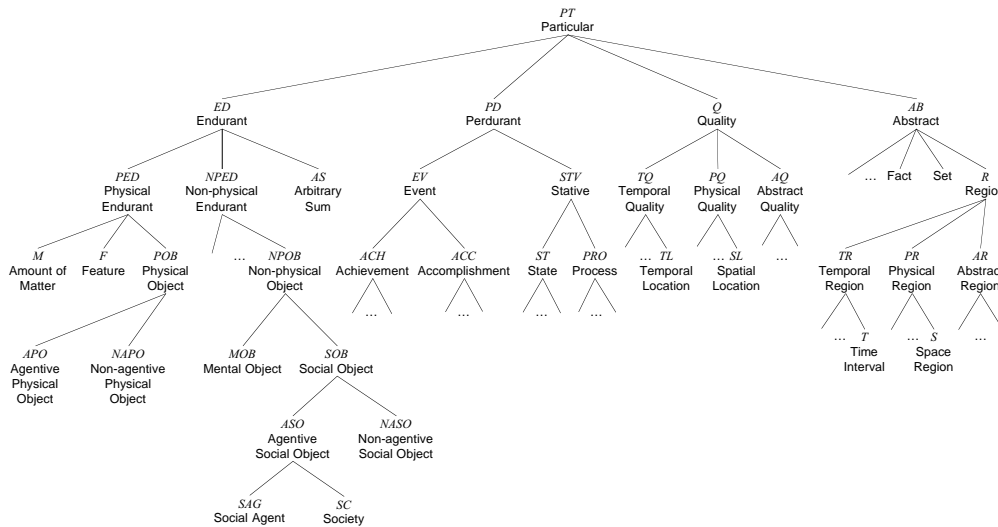 PT
Particular
ED
Endurant
PD
Perdurant
Q
Quality
AB
Abstract
PED
Physical
Endurant
NPED
Non-physical
Endurant
AS
Arbitrary
Sum
EV
Event
STV
Stative
TQ
Temporal
Quality
PQ
Physical
Quality
AQ
Abstract
Quality
…
Fact
Set
R
Region
M
Amount of
Matter
F
Feature
POB
Physical
Object
…
NPOB
Non-physical
Object
ACH
Achievement
…
ACC
Accomplishment
…
ST
State
…
PRO
Process
…
… TL
Temporal
Location
… SL
Spatial
Location
…
TR
Temporal
Region
PR
Physical
Region
AR
Abstract
Region
… T
Time
Interval
… S
Space
Region
…
APO
Agentive
Physical
Object
NAPO
Non-agentive
Physical
Object
MOB
Mental Object
SOB
Social Object
ASO
Agentive
Social Object
NASO
Non-agentive
Social Object
SAG
Social Agent
SC
Society